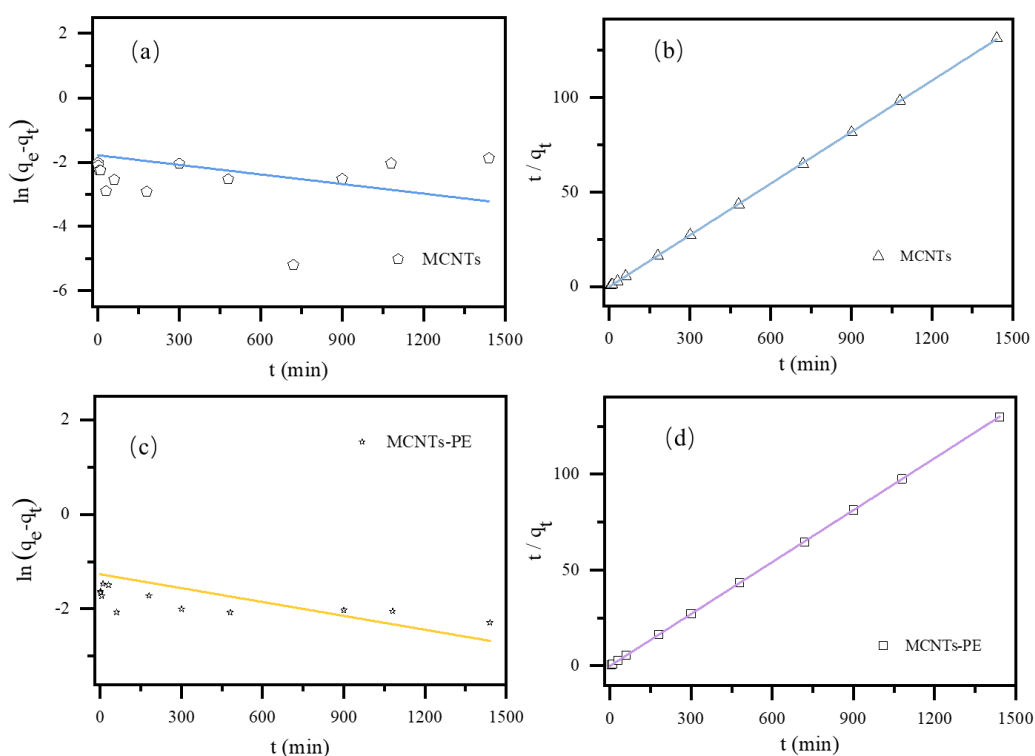 (a)
2
0
-2
-4
-6
ln (qe-qt)
MCNTs
0 300 600 900 1200 1500
t (min)
(b)
100
50
0
t / qt
MCNTs
0 300 600 900 1200 1500
t (min)
(c)
2
0
-2
ln (qe-qt)
MCNTs-PE
0 300 600 900 1200 1500
t (min)
(d)
100
50
0
t / qt
MCNTs-PE
0 300 600 900 1200 1500
t (min)